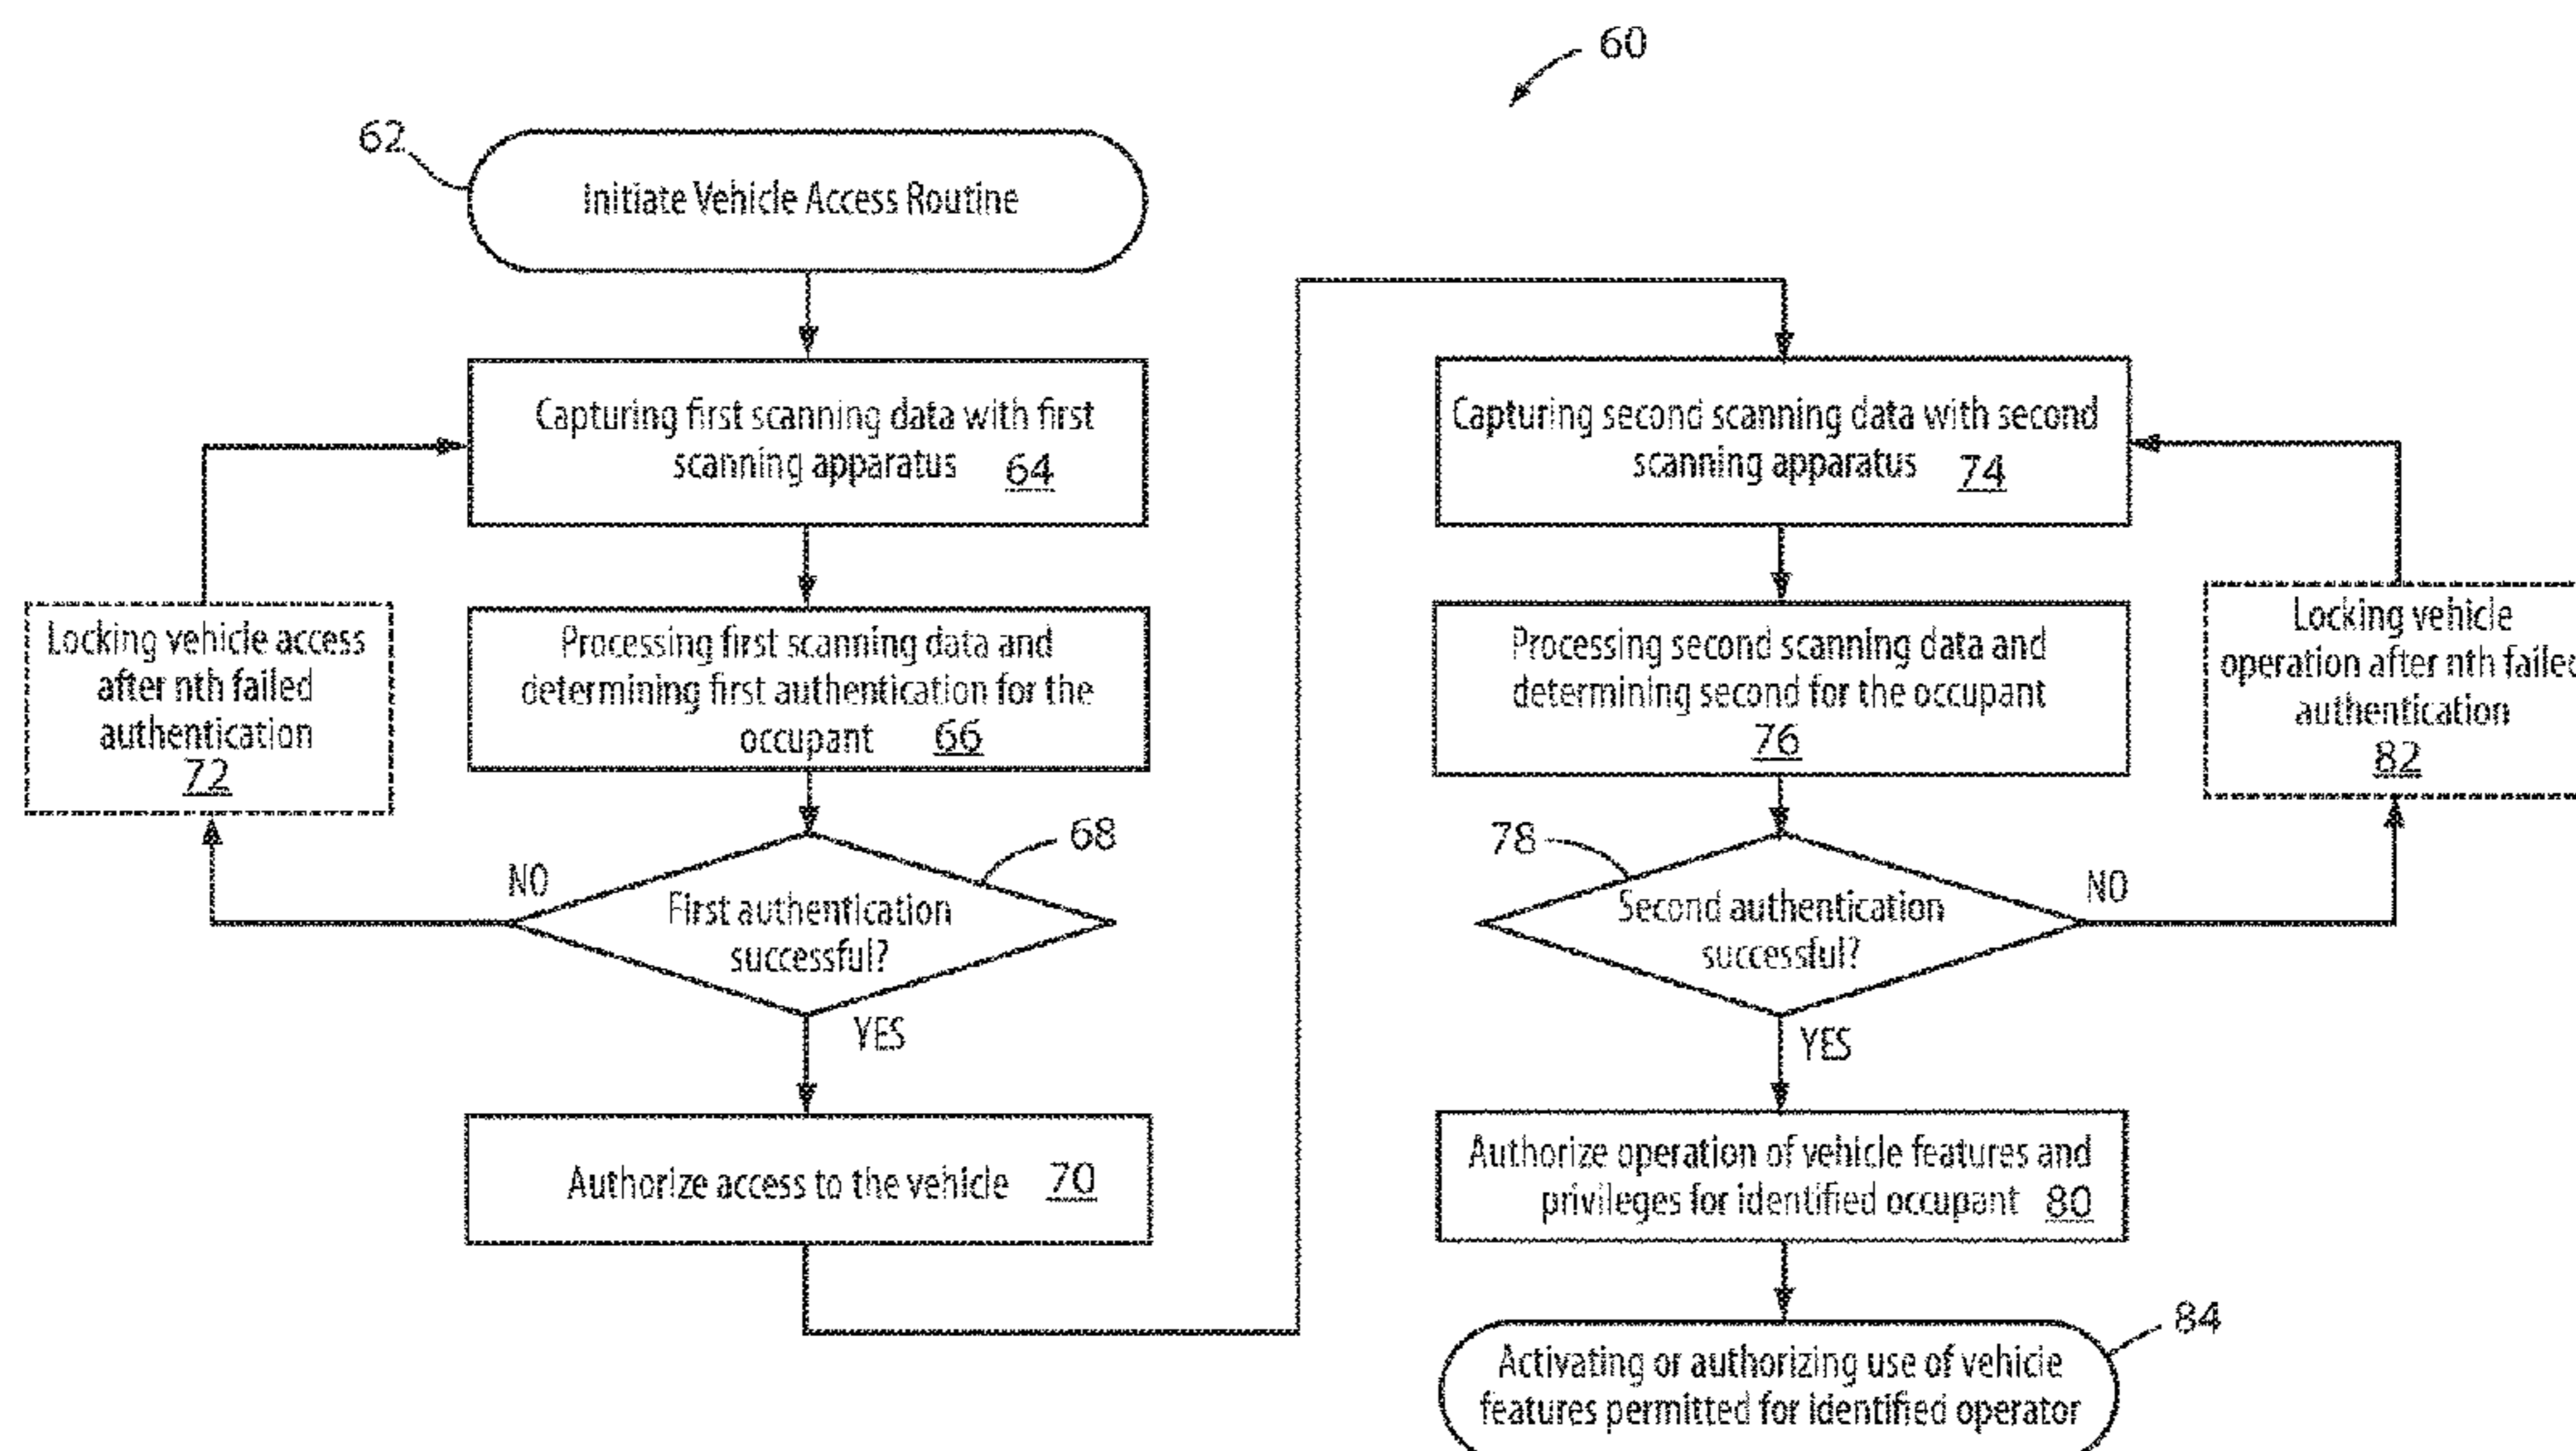 60
62
Initiate Vehicle Access Routine
Capturing first scanning data with first
scanning apparatus 64
Processing first scanning data and
determining first authentication for the
occupant 66
Locking vehicle access
after nth failed
authentication
72
68
NO
First authentication
successful?
YES
Authorize access to the vehicle 70
Capturing second scanning data with second
scanning apparatus 74
Processing second scanning data and
determining second for the occupant
76
Locking vehicle
operation after nth failed
authentication
82
78
NO
Second authentication
successful?
YES
Authorize operation of vehicle features and
privileges for identified occupant 80
84
Activating or authorizing use of vehicle
features permitted for identified operator